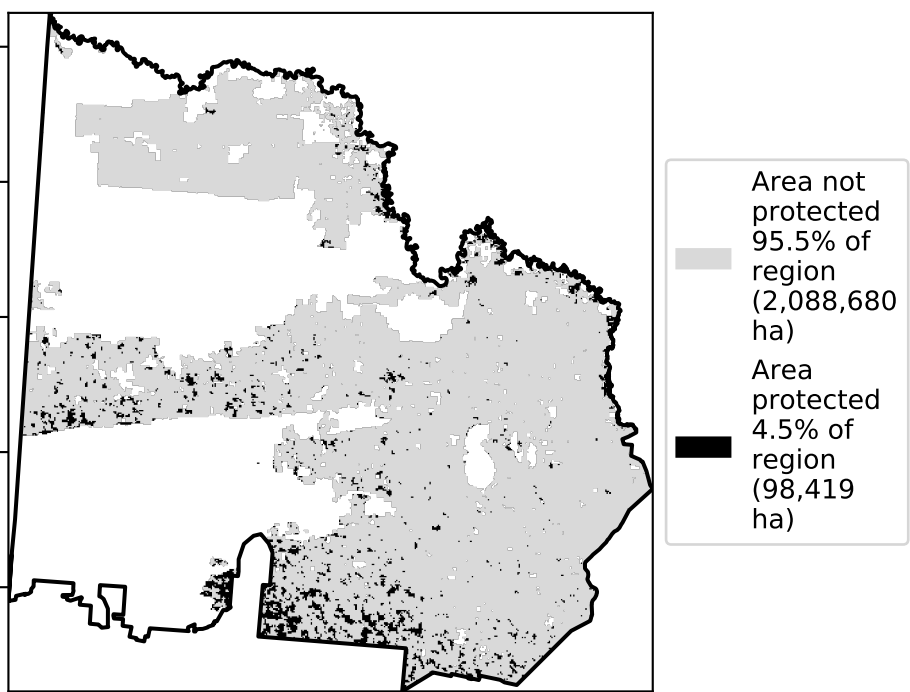 Area not
protected
95.5% of
region
(2,088,680
ha)
Area
protected
4.5% of
region
(98,419
ha)